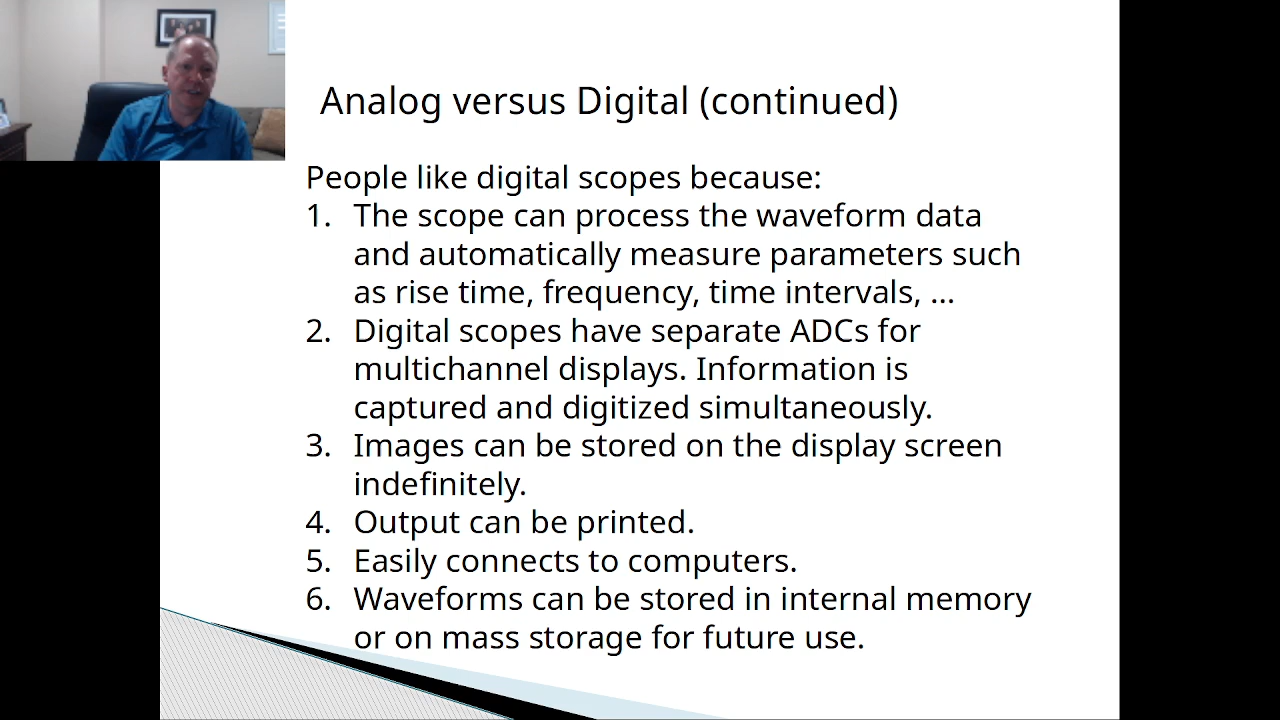 Analog versus Digital (continued)
People like digital scopes because:
1. The scope can process the waveform data
and automatically measure parameters such
as rise time, frequency, time intervals, ...
2. Digital scopes have separate ADCs for
multichannel displays. Information is
captured and digitized simultaneously.
3. Images can be stored on the display screen
indefinitely.
4. Output can be printed.
5. Easily connects to computers.
6. Waveforms can be stored in internal memory
or on mass storage for future use.